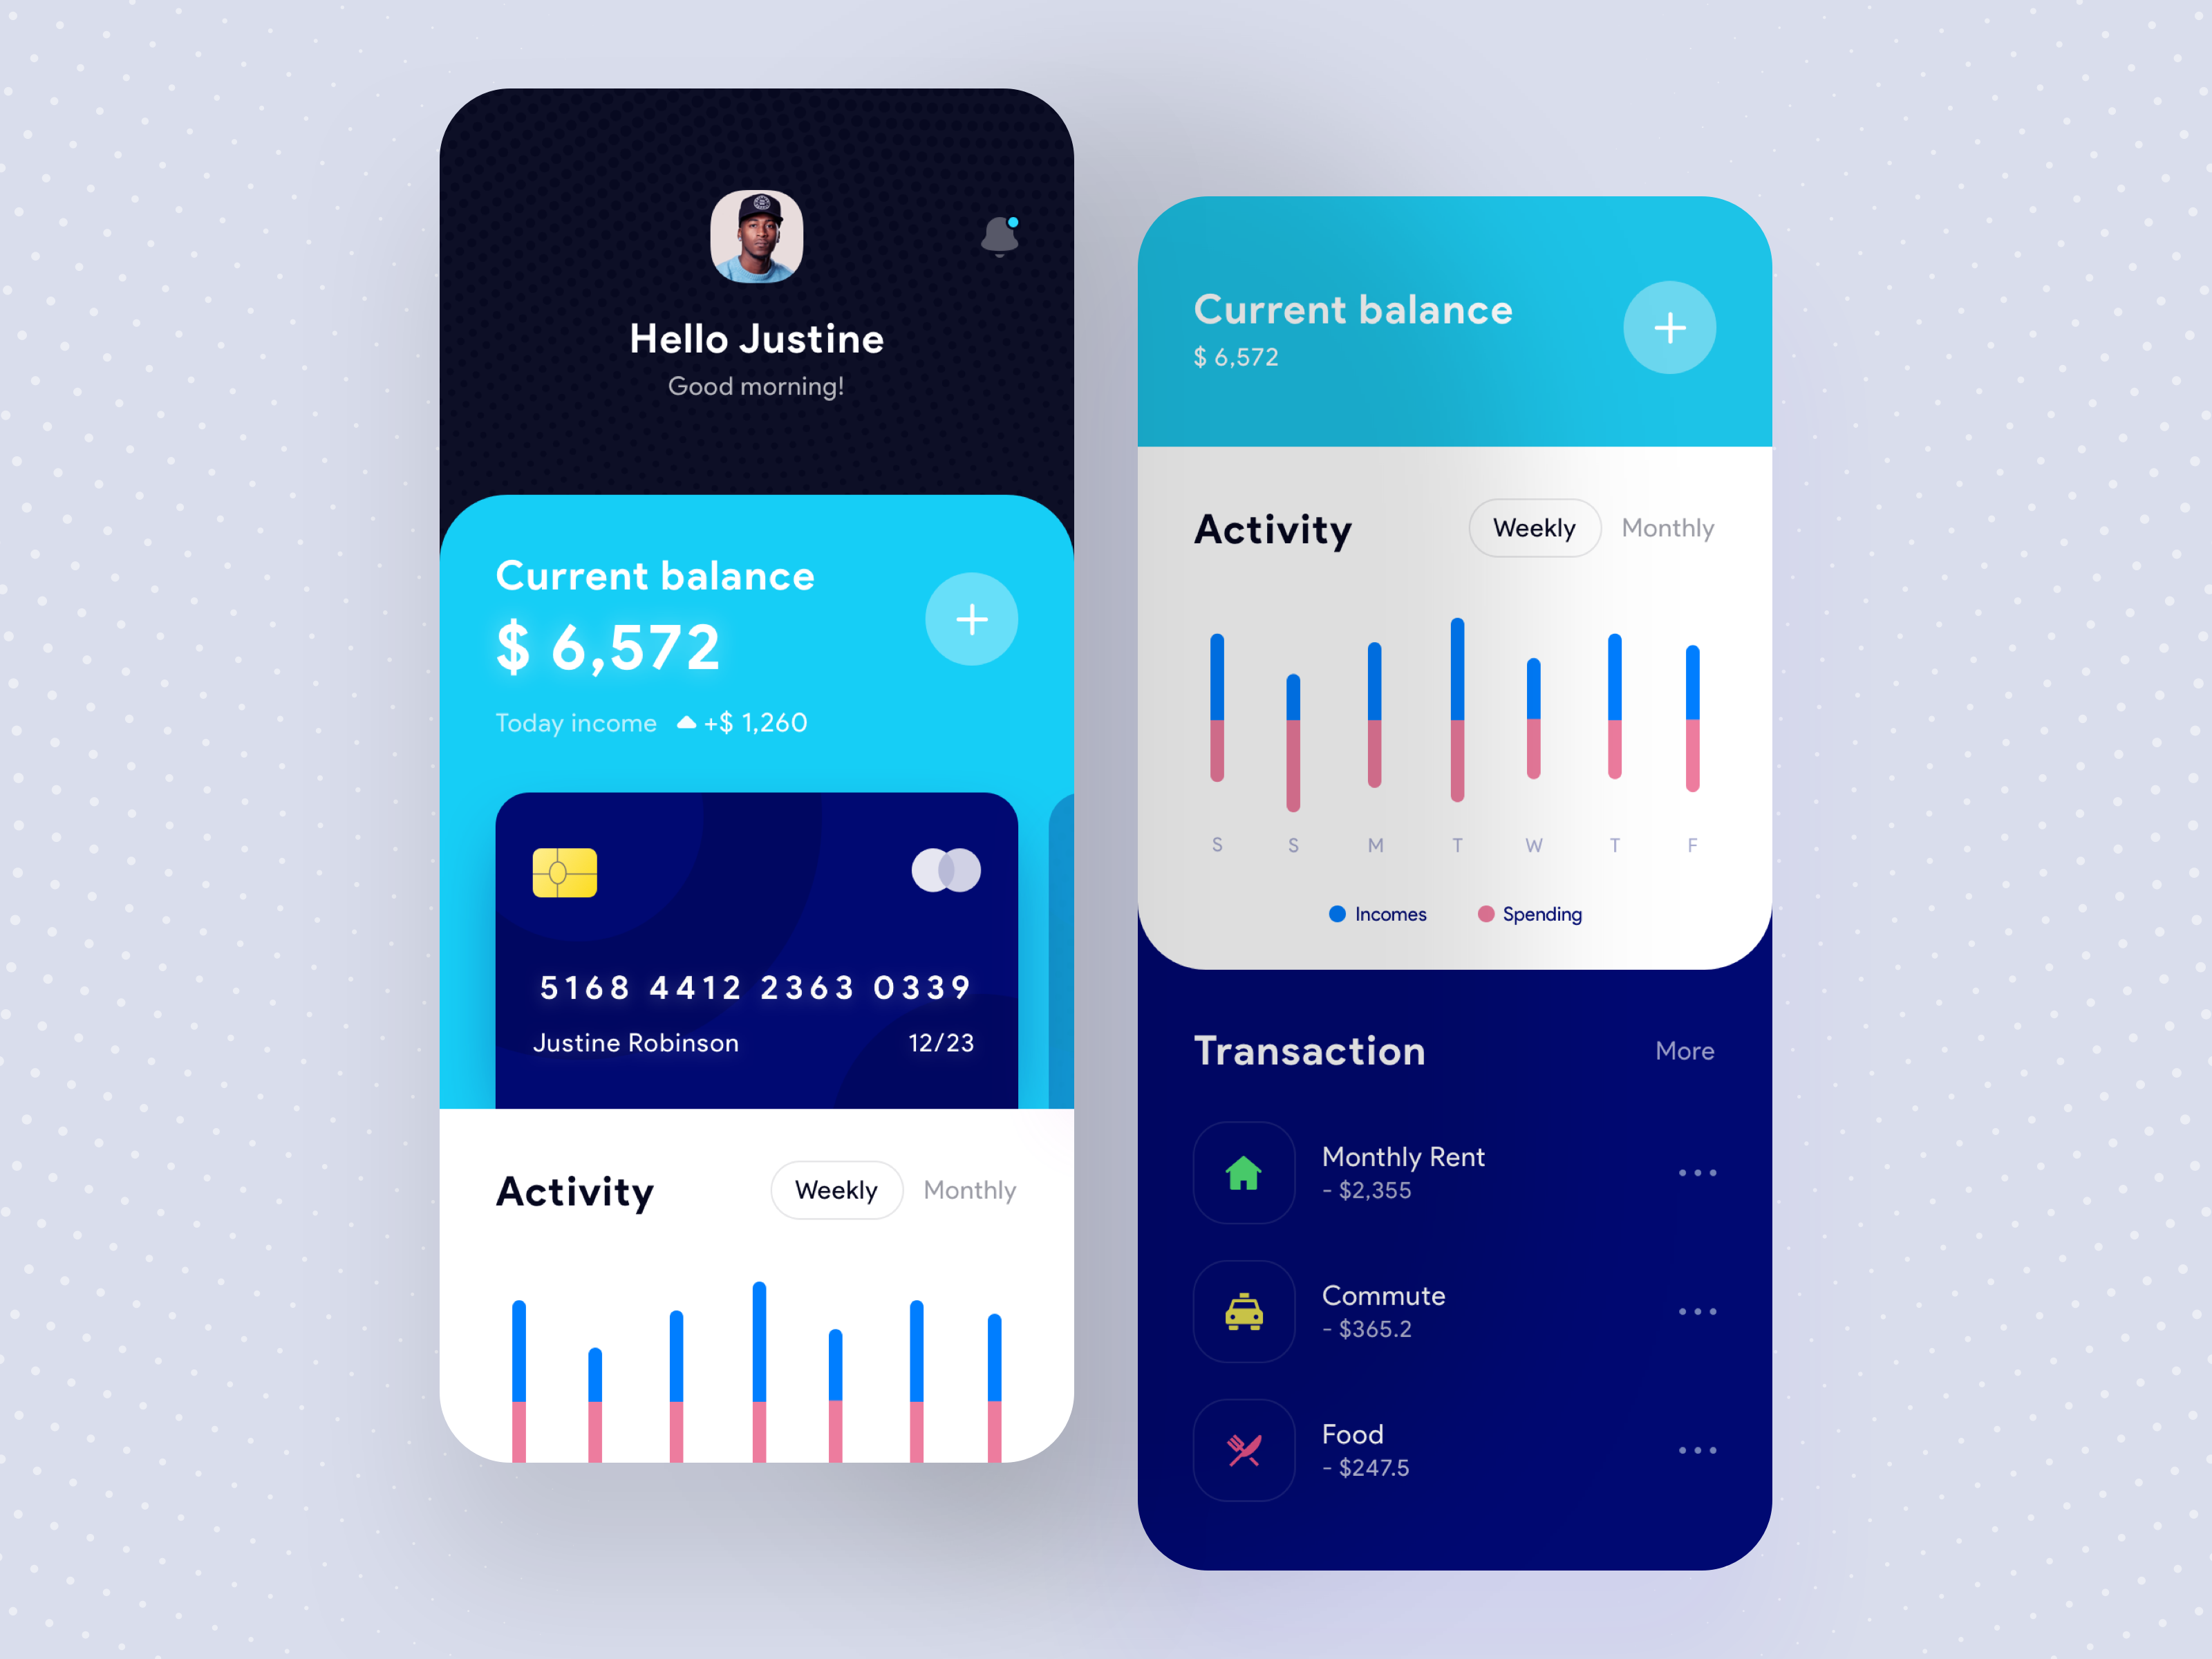 Hello Justine
Good morning!
Current balance
$ 6,572
Today income +$ 1,260
5168 4412 2363 0339
Justine Robinson 12/23
Activity Weekly Monthly
Current balance
$ 6,572
Activity Weekly Monthly
S S M T W T F
Incomes Spending
Transaction More
Monthly Rent
- $2,355
Commute
- $365.2
Food
- $247.5